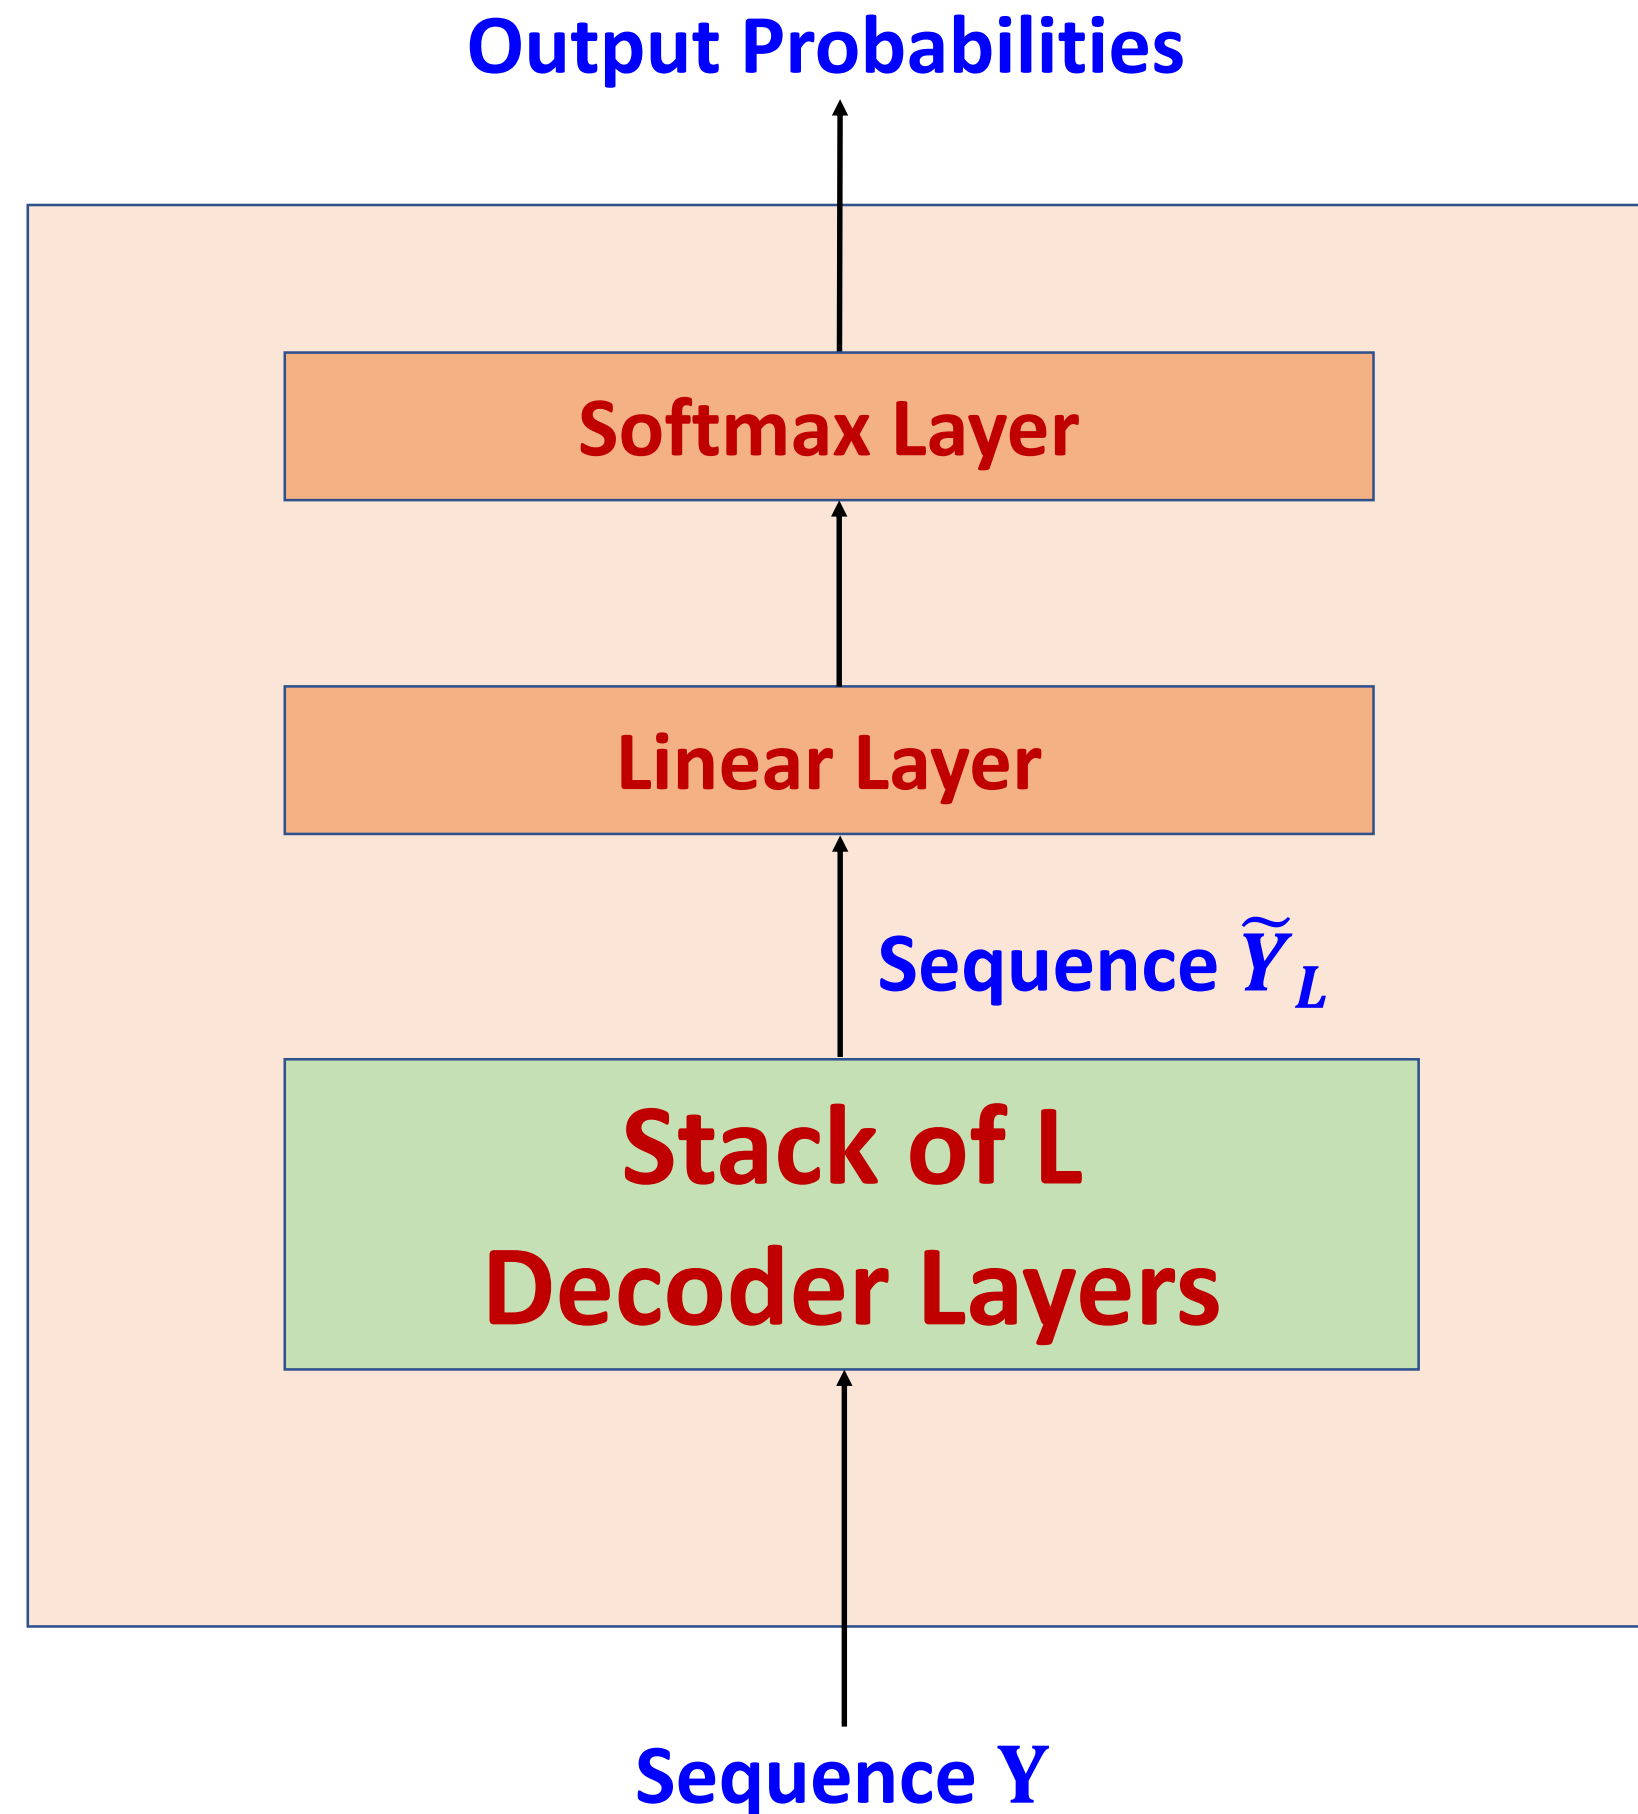 Output Probabilities
Softmax Layer
Linear Layer
Sequence Ỹ_L
Stack of L
Decoder Layers
Sequence Y